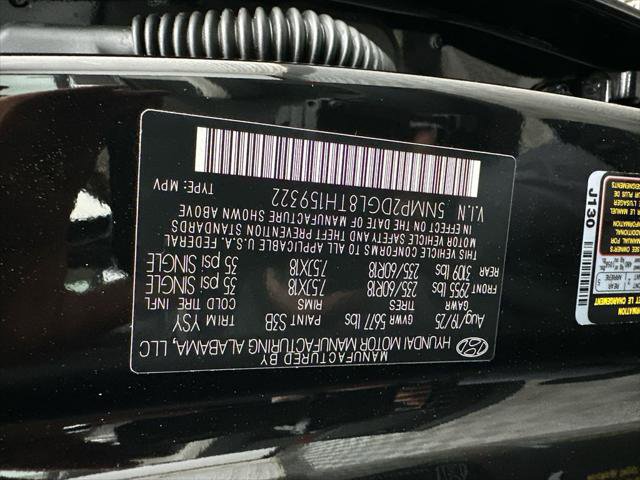 MANUFACTURED BY
HYUNDAI MOTOR MANUFACTURING ALABAMA, LLC
Aug/19/25 GVWR 5677 lbs PAINT S3B TRIM YSY
GAWR TIRES RIMS COLD TIRE INFL
FRONT 2955 lbs 235/60R18 7.5JX18 35 psi SINGLE
REAR 3109 lbs 235/60R18 7.5JX18 35 psi SINGLE
THIS VEHICLE CONFORMS TO ALL APPLICABLE U.S.A. FEDERAL
MOTOR VEHICLE SAFETY AND THEFT PREVENTION STANDARDS
IN EFFECT ON THE DATE OF MANUFACTURE SHOWN ABOVE
V.I.N 5NMP2DGL8TH159322 TYPE: MPV
J1130